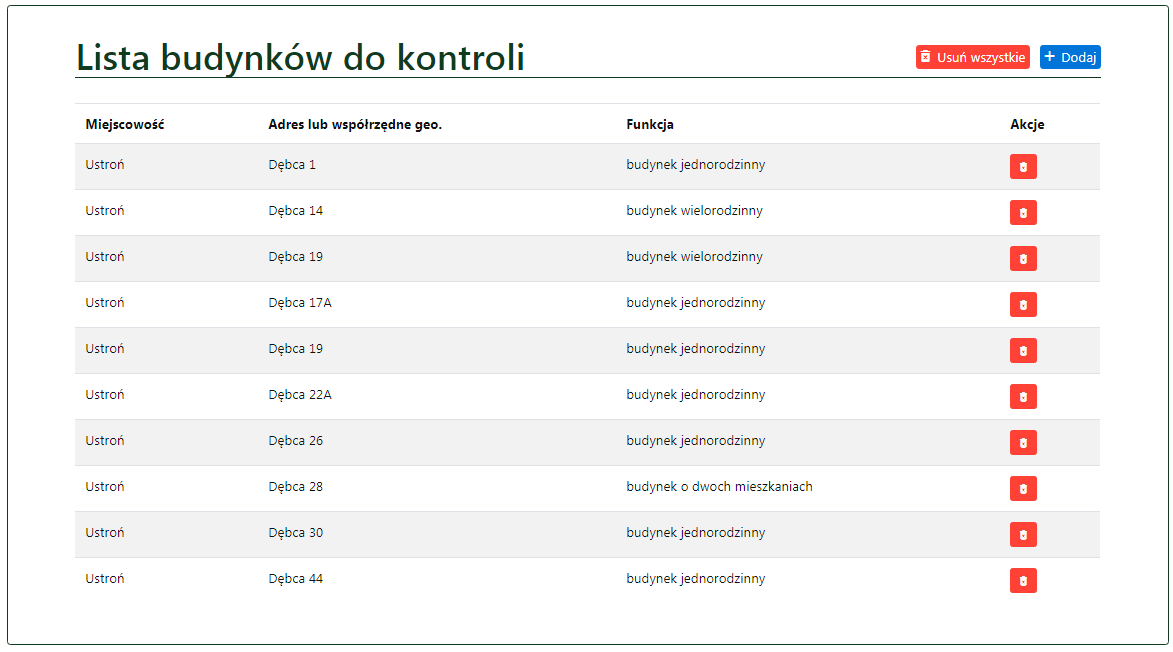 Lista budynków do kontroli
Usuń wszystkie
+ Dodaj
Miejscowość Adres lub współrzędne geo. Funkcja Akcje
Ustroń Dębca 1 budynek jednorodzinny
Ustroń Dębca 14 budynek wielorodzinny
Ustroń Dębca 19 budynek wielorodzinny
Ustroń Dębca 17A budynek jednorodzinny
Ustroń Dębca 19 budynek jednorodzinny
Ustroń Dębca 22A budynek jednorodzinny
Ustroń Dębca 26 budynek jednorodzinny
Ustroń Dębca 28 budynek o dwoch mieszkaniach
Ustroń Dębca 30 budynek jednorodzinny
Ustroń Dębca 44 budynek jednorodzinny